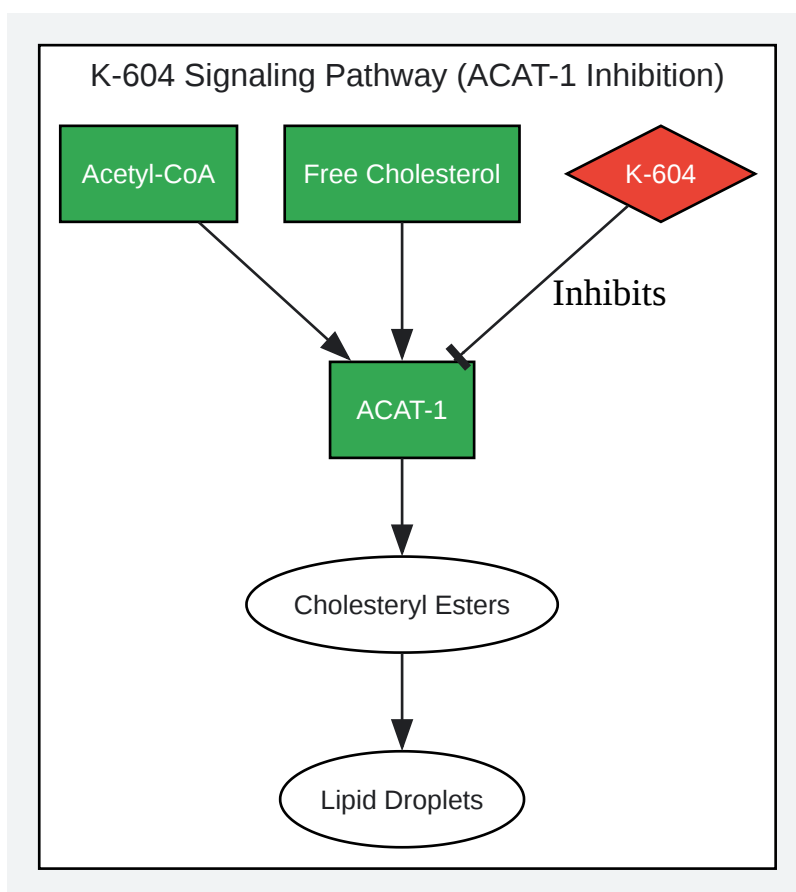 K-604 Signaling Pathway (ACAT-1 Inhibition)
Acetyl-CoA
Free Cholesterol
K-604
Inhibits
ACAT-1
Cholesteryl Esters
Lipid Droplets